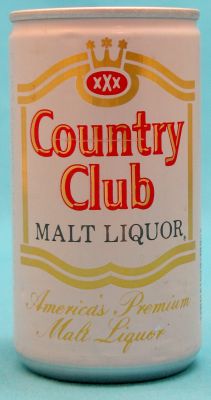 XXX
Country
Club
MALT LIQUOR®
America's Premium
Malt Liquor